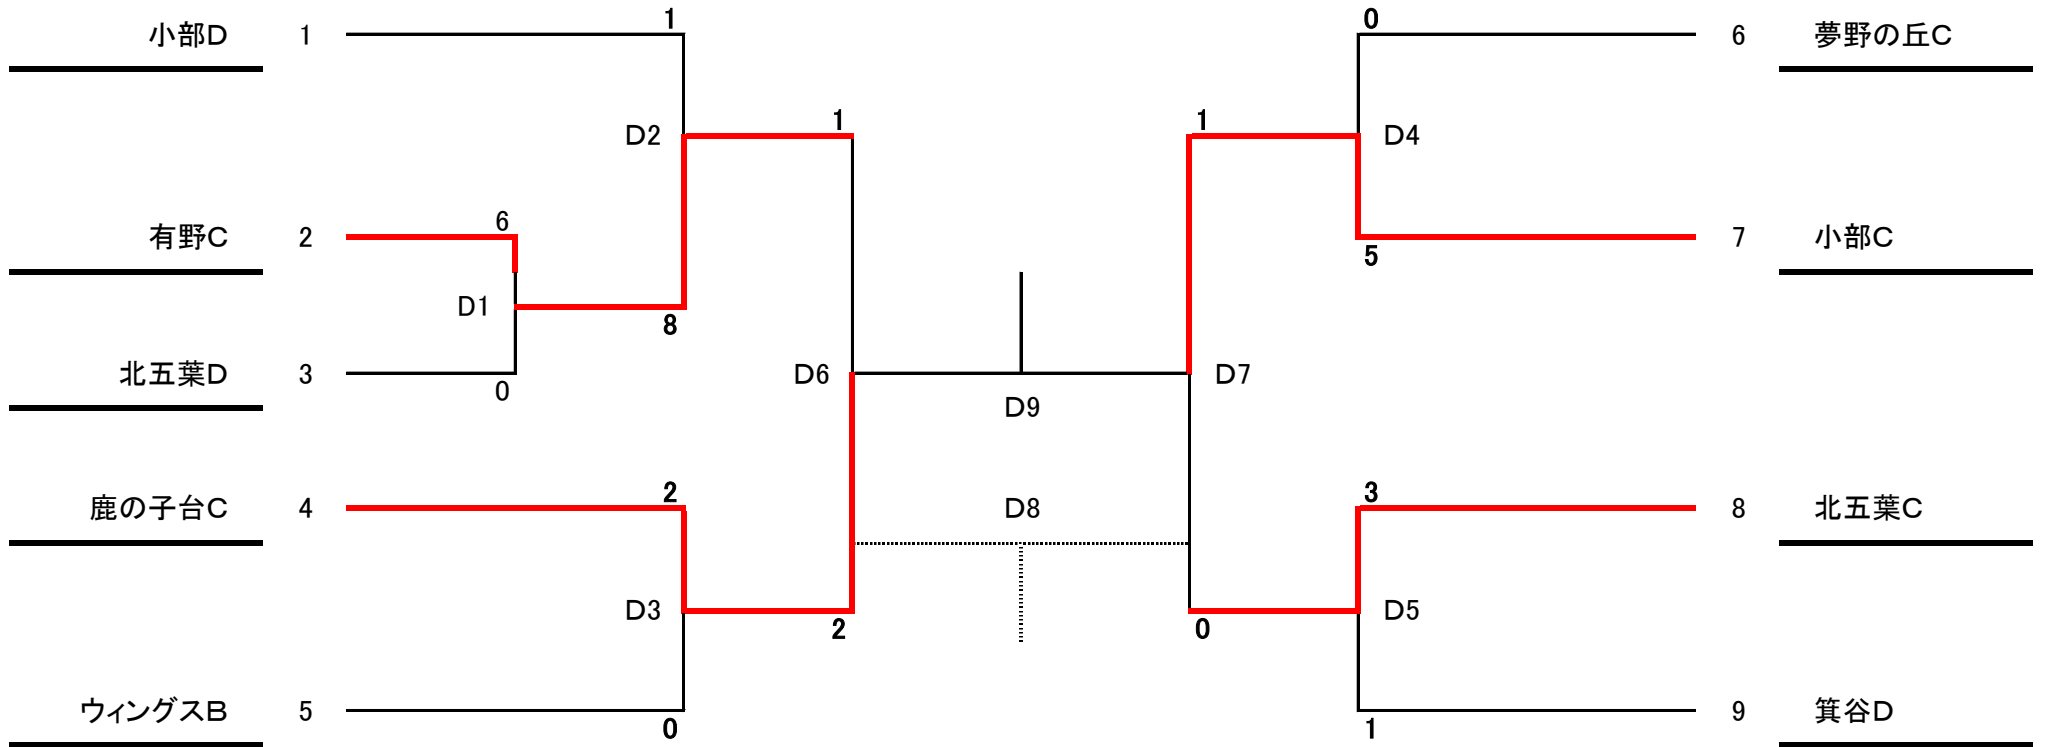 小部D 1 1 0 6 夢野の丘C
1 1
D2 D4
6
有野C 2 7 小部C
5
D1
8
北五葉D 3 D6 D7
0
D9
2 3
鹿の子台C 4 D8 8 北五葉C
D3 D5
2 0
ウィングスB 5 9 箕谷D
0 1